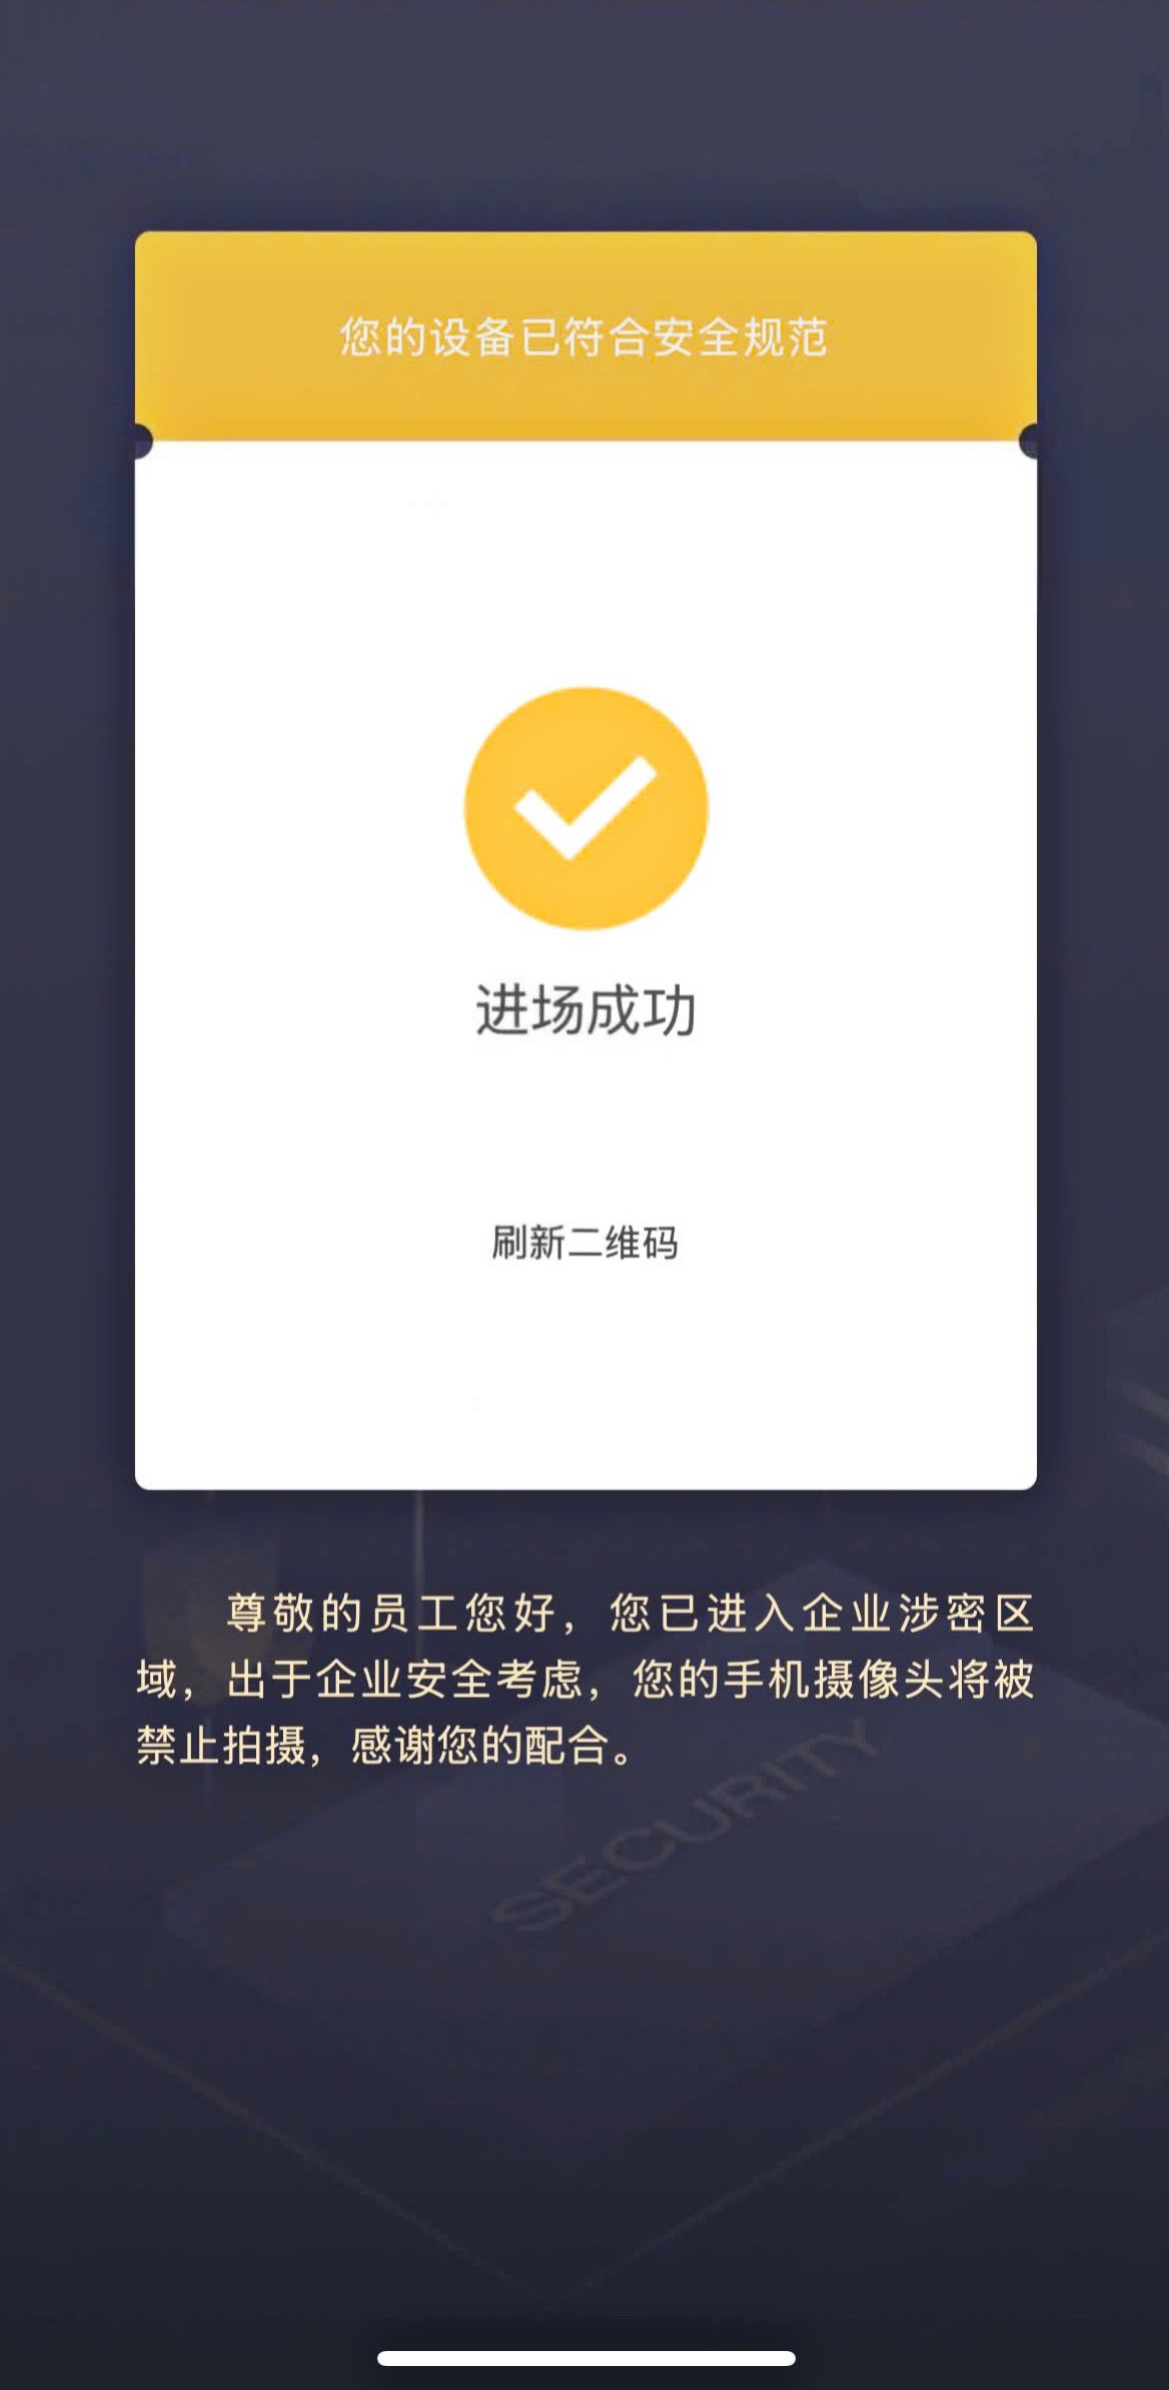 您的设备已符合安全规范
进场成功
刷新二维码
尊敬的员工您好，您已进入企业涉密区
域，出于企业安全考虑，您的手机摄像头将被
禁止拍摄，感谢您的配合。
SECURITY